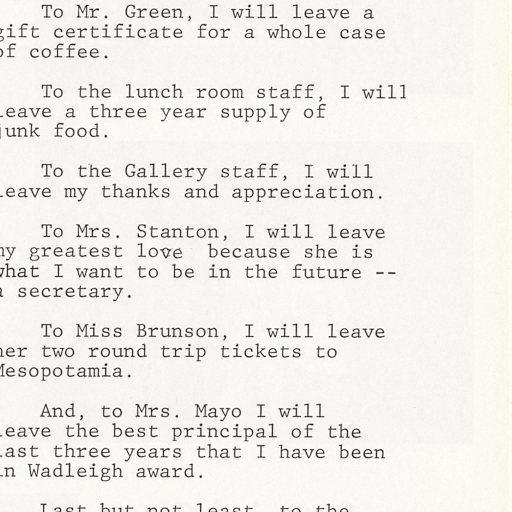 To Mr. Green, I will leave a
gift certificate for a whole case
of coffee.
To the lunch room staff, I will
leave a three year supply of
junk food.
To the Gallery staff, I will
leave my thanks and appreciation.
To Mrs. Stanton, I will leave
my greatest love because she is
what I want to be in the future --
a secretary.
To Miss Brunson, I will leave
her two round trip tickets to
Mesopotamia.
And, to Mrs. Mayo I will
leave the best principal of the
last three years that I have been
in Wadleigh award.
Last but not least, to the